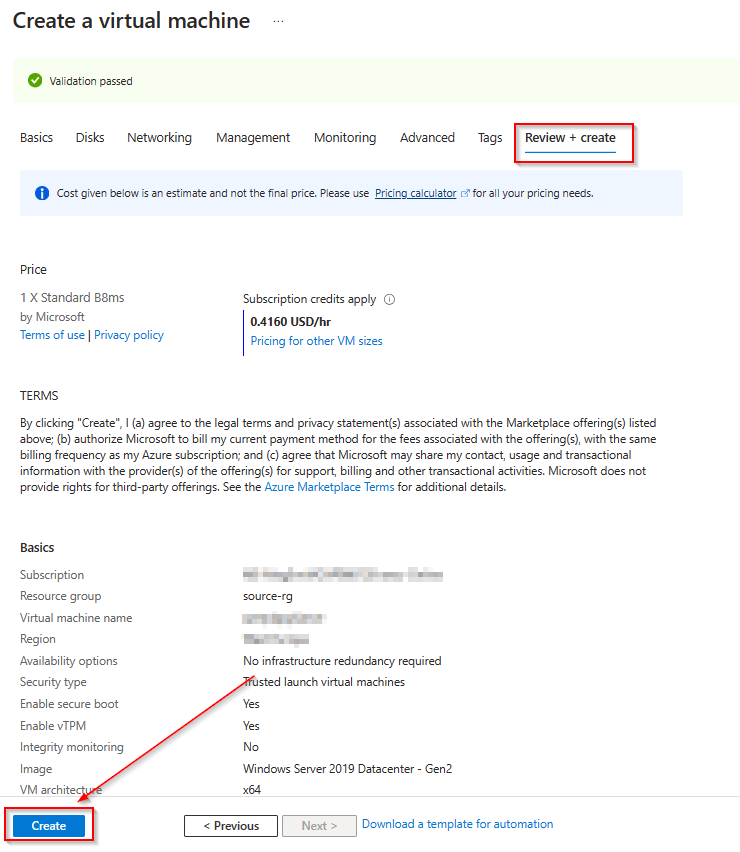 Create a virtual machine ...
Validation passed
Basics Disks Networking Management Monitoring Advanced Tags Review + create
Cost given below is an estimate and not the final price. Please use Pricing calculator for all your pricing needs.
Price
1 X Standard B8ms
by Microsoft
Terms of use | Privacy policy
Subscription credits apply
0.4160 USD/hr
Pricing for other VM sizes
TERMS
By clicking "Create", I (a) agree to the legal terms and privacy statement(s) associated with the Marketplace offering(s) listed
above; (b) authorize Microsoft to bill my current payment method for the fees associated with the offering(s), with the same
billing frequency as my Azure subscription; and (c) agree that Microsoft may share my contact, usage and transactional
information with the provider(s) of the offering(s) for support, billing and other transactional activities. Microsoft does not
provide rights for third-party offerings. See the Azure Marketplace Terms for additional details.
Basics
Subscription
Resource group source-rg
Virtual machine name
Region
Availability options No infrastructure redundancy required
Security type Trusted launch virtual machines
Enable secure boot Yes
Enable vTPM Yes
Integrity monitoring No
Image Windows Server 2019 Datacenter - Gen2
VM architecture x64
Create < Previous Next > Download a template for automation